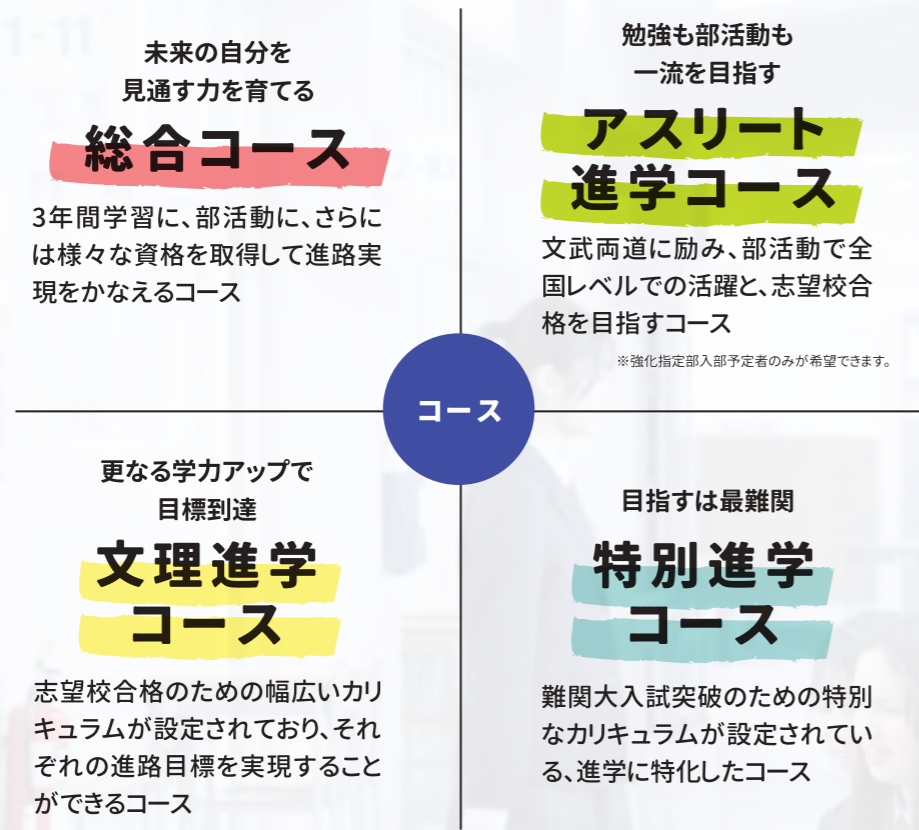 未来の自分を
見通す力を育てる
総合コース
3年間学習に、部活動に、さらに
は様々な資格を取得して進路実
現をかなえるコース
勉強も部活動も
一流を目指す
アスリート
進学コース
文武両道に励み、部活動で全
国レベルでの活躍と、志望校合
格を目指すコース
※強化指定部入部予定者のみが希望できます。
コース
更なる学力アップで
目標到達
文理進学
コース
志望校合格のための幅広いカリ
キュラムが設定されており、それ
ぞれの進路目標を実現すること
ができるコース
目指すは最難関
特別進学
コース
難関大入試突破のための特別
なカリキュラムが設定されてい
る、進学に特化したコース
1-11
2-10